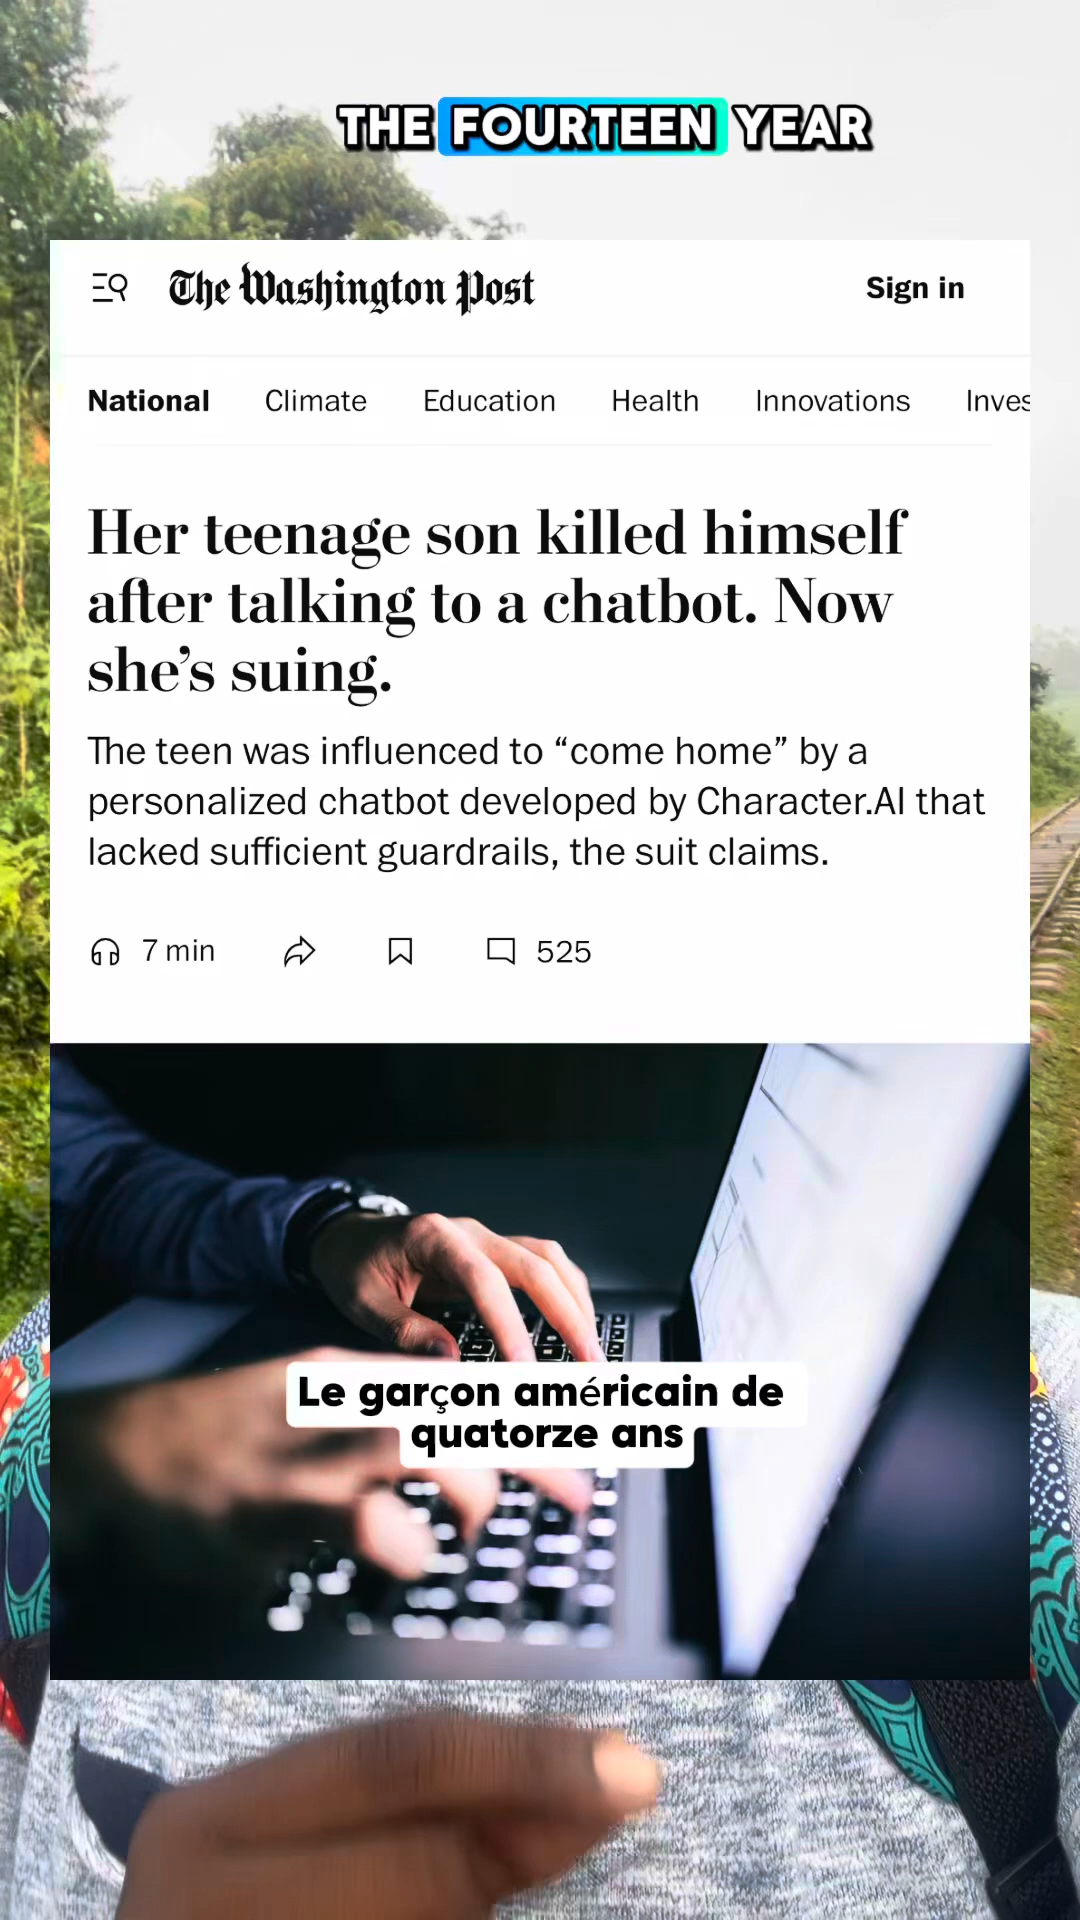 THE FOURTEEN YEAR
The Washington Post
Sign in
National Climate Education Health Innovations Inves
Her teenage son killed himself
after talking to a chatbot. Now
she’s suing.
The teen was influenced to “come home” by a
personalized chatbot developed by Character.AI that
lacked sufficient guardrails, the suit claims.
7 min 525
Le garçon américain de
quatorze ans